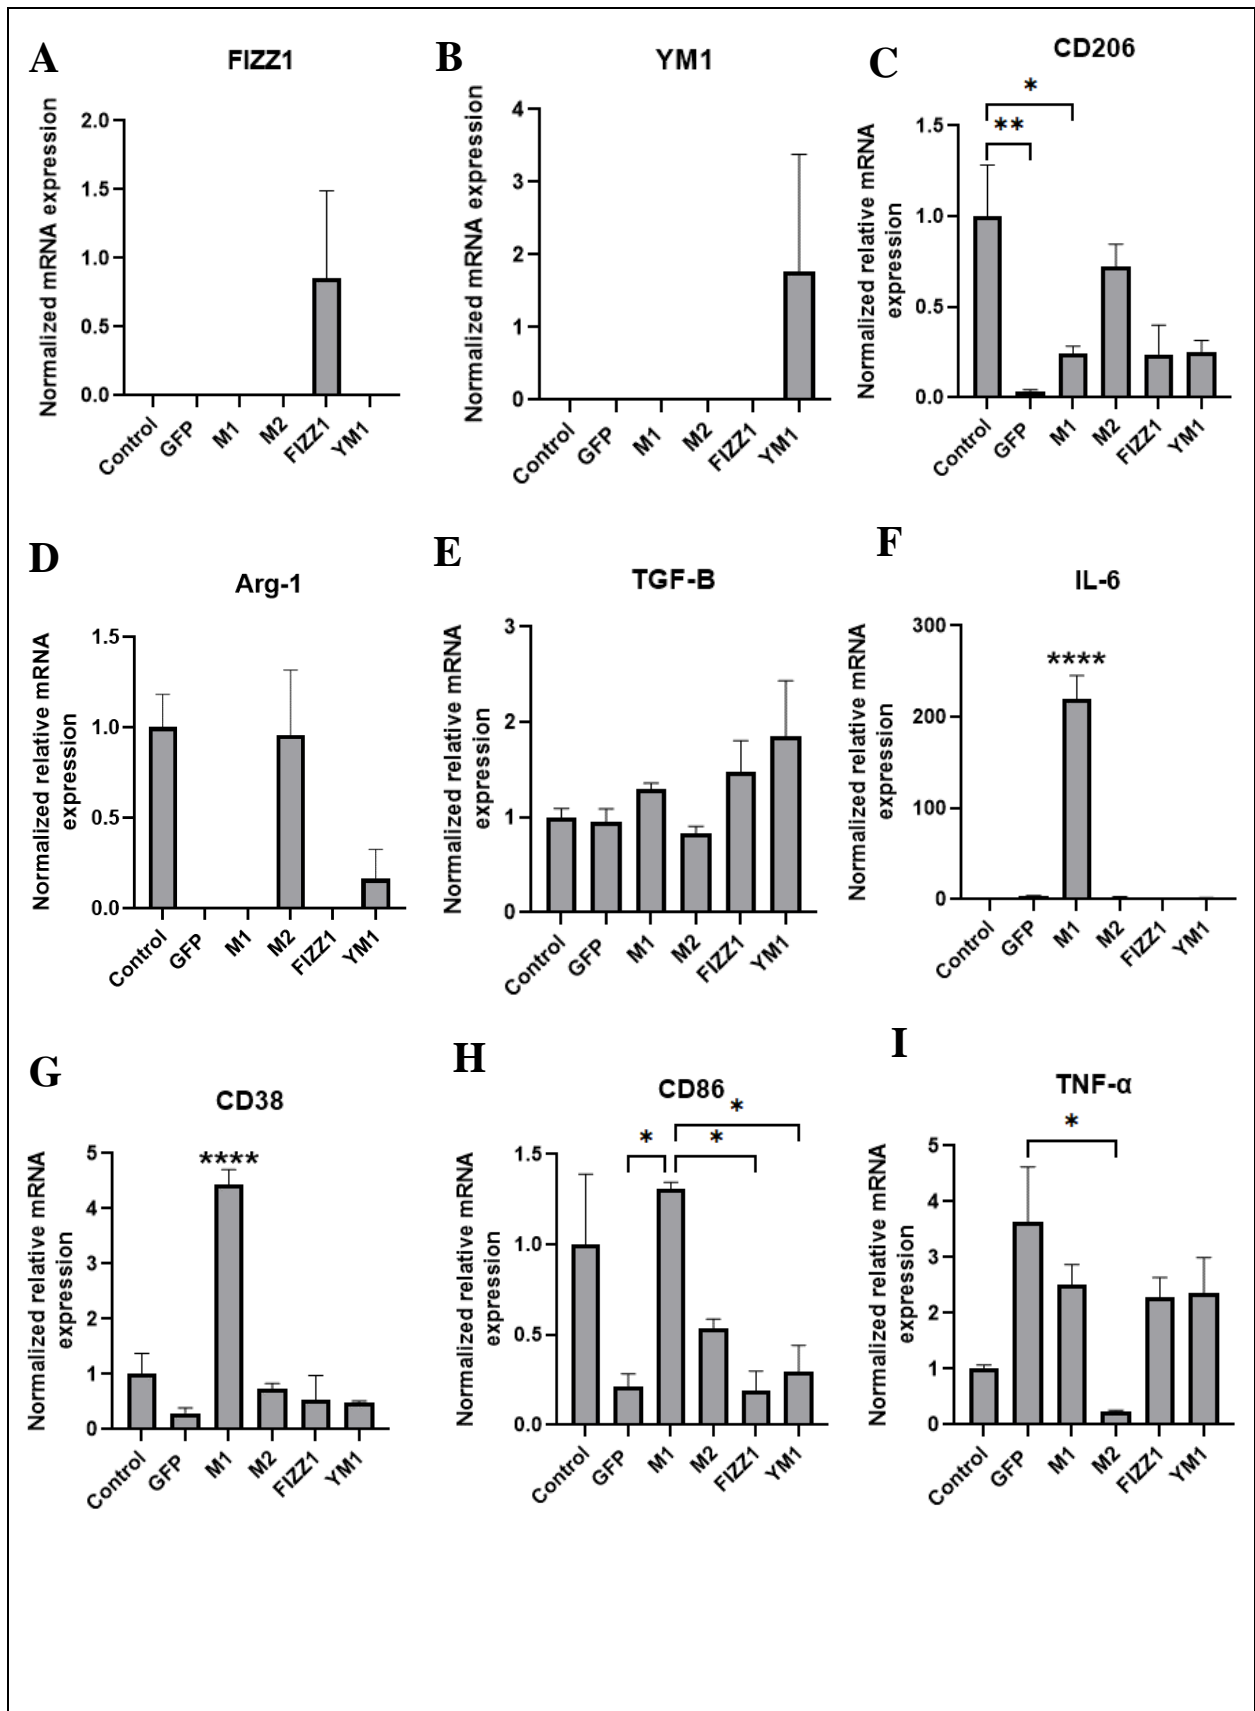 A
FIZZ1
Normalized mRNA expression
2.0
1.5
1.0
0.5
0.0
Control
GFP
M1
M2
FIZZ1
YM1
B
YM1
Normalized mRNA expression
4
3
2
1
0
Control
GFP
M1
M2
FIZZ1
YM1
C
CD206
*
**
Normalized relative mRNA
expression
1.5
1.0
0.5
0.0
Control
GFP
M1
M2
FIZZ1
YM1
D
Arg-1
Normalized relative mRNA
expression
1.5
1.0
0.5
0.0
Control
GFP
M1
M2
FIZZ1
YM1
E
TGF-B
Normalized relative mRNA
expression
3
2
1
0
Control
GFP
M1
M2
FIZZ1
YM1
F
IL-6
****
Normalized relative mRNA
expression
300
200
100
0
Control
GFP
M1
M2
FIZZ1
YM1
G
CD38
****
Normalized relative mRNA
expression
5
4
3
2
1
0
Control
GFP
M1
M2
FIZZ1
YM1
H
CD86
*
*
*
Normalized relative mRNA
expression
1.5
1.0
0.5
0.0
Control
GFP
M1
M2
FIZZ1
YM1
I
TNF-α
*
Normalized relative mRNA
expression
5
4
3
2
1
0
Control
GFP
M1
M2
FIZZ1
YM1